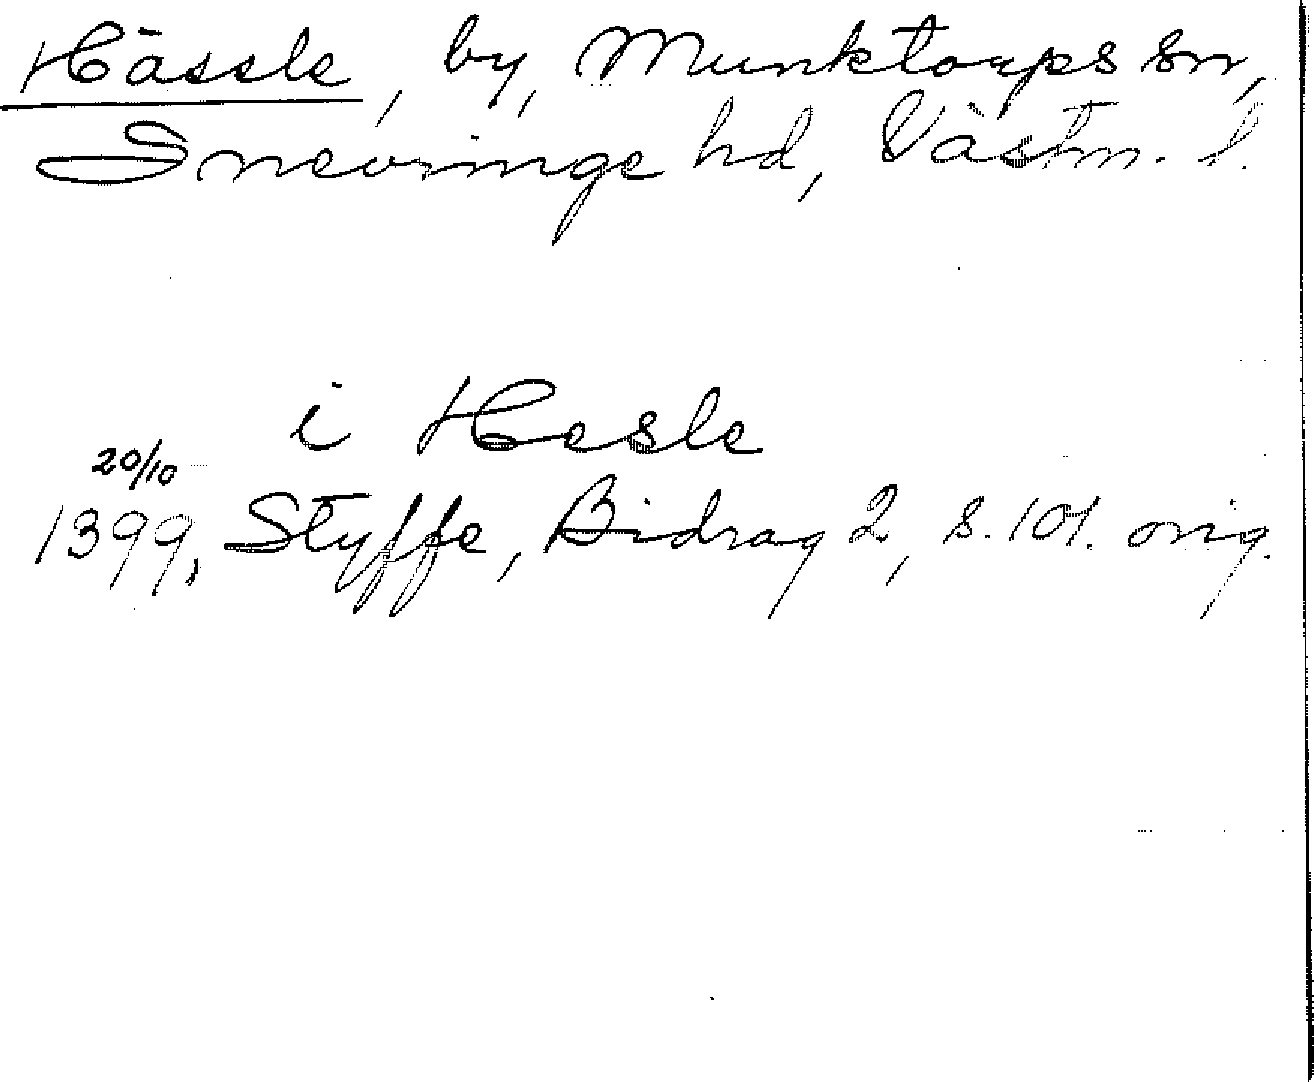 Hässle, by, Munktorps sn,
Snevringe hd, Västm. l.
i Hesle
20/10
1399, Styffe, Bidrag 2, s. 101. orig.